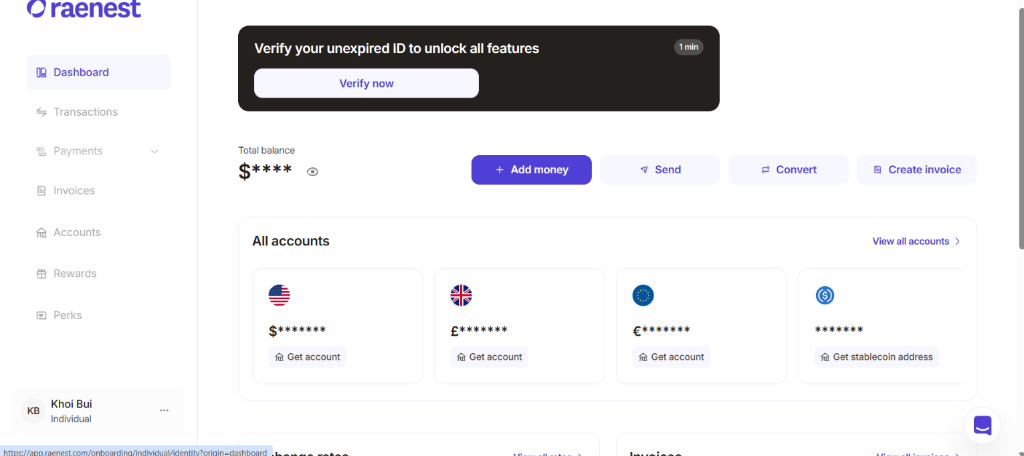 raenest
Verify your unexpired ID to unlock all features
1 min
Verify now
Dashboard
Transactions
Payments
Invoices
Accounts
Rewards
Perks
Total balance
$****
Add money
Send
Convert
Create invoice
All accounts
View all accounts
$*******
£*******
€*******
*******
Get account
Get account
Get account
Get stablecoin address
KB
Khoi Bui
Individual
https://app.raenest.com/onboarding/individual/identity?origin=dashboard